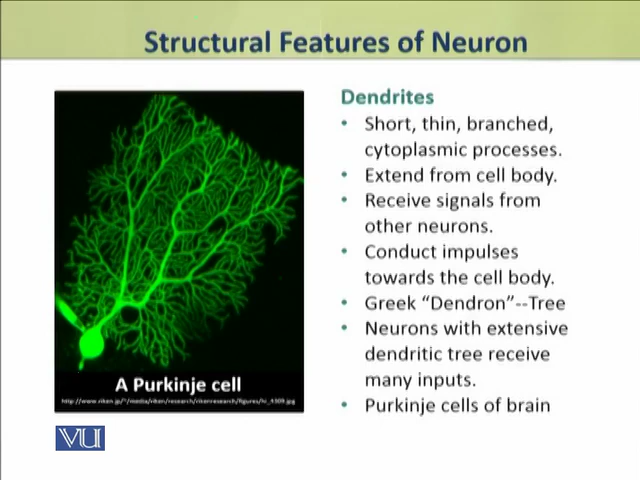 Structural Features of Neuron
Dendrites
• Short, thin, branched,
cytoplasmic processes.
• Extend from cell body.
• Receive signals from
other neurons.
• Conduct impulses
towards the cell body.
• Greek “Dendron”--Tree
• Neurons with extensive
dendritic tree receive
many inputs.
• Purkinje cells of brain
A Purkinje cell
VU